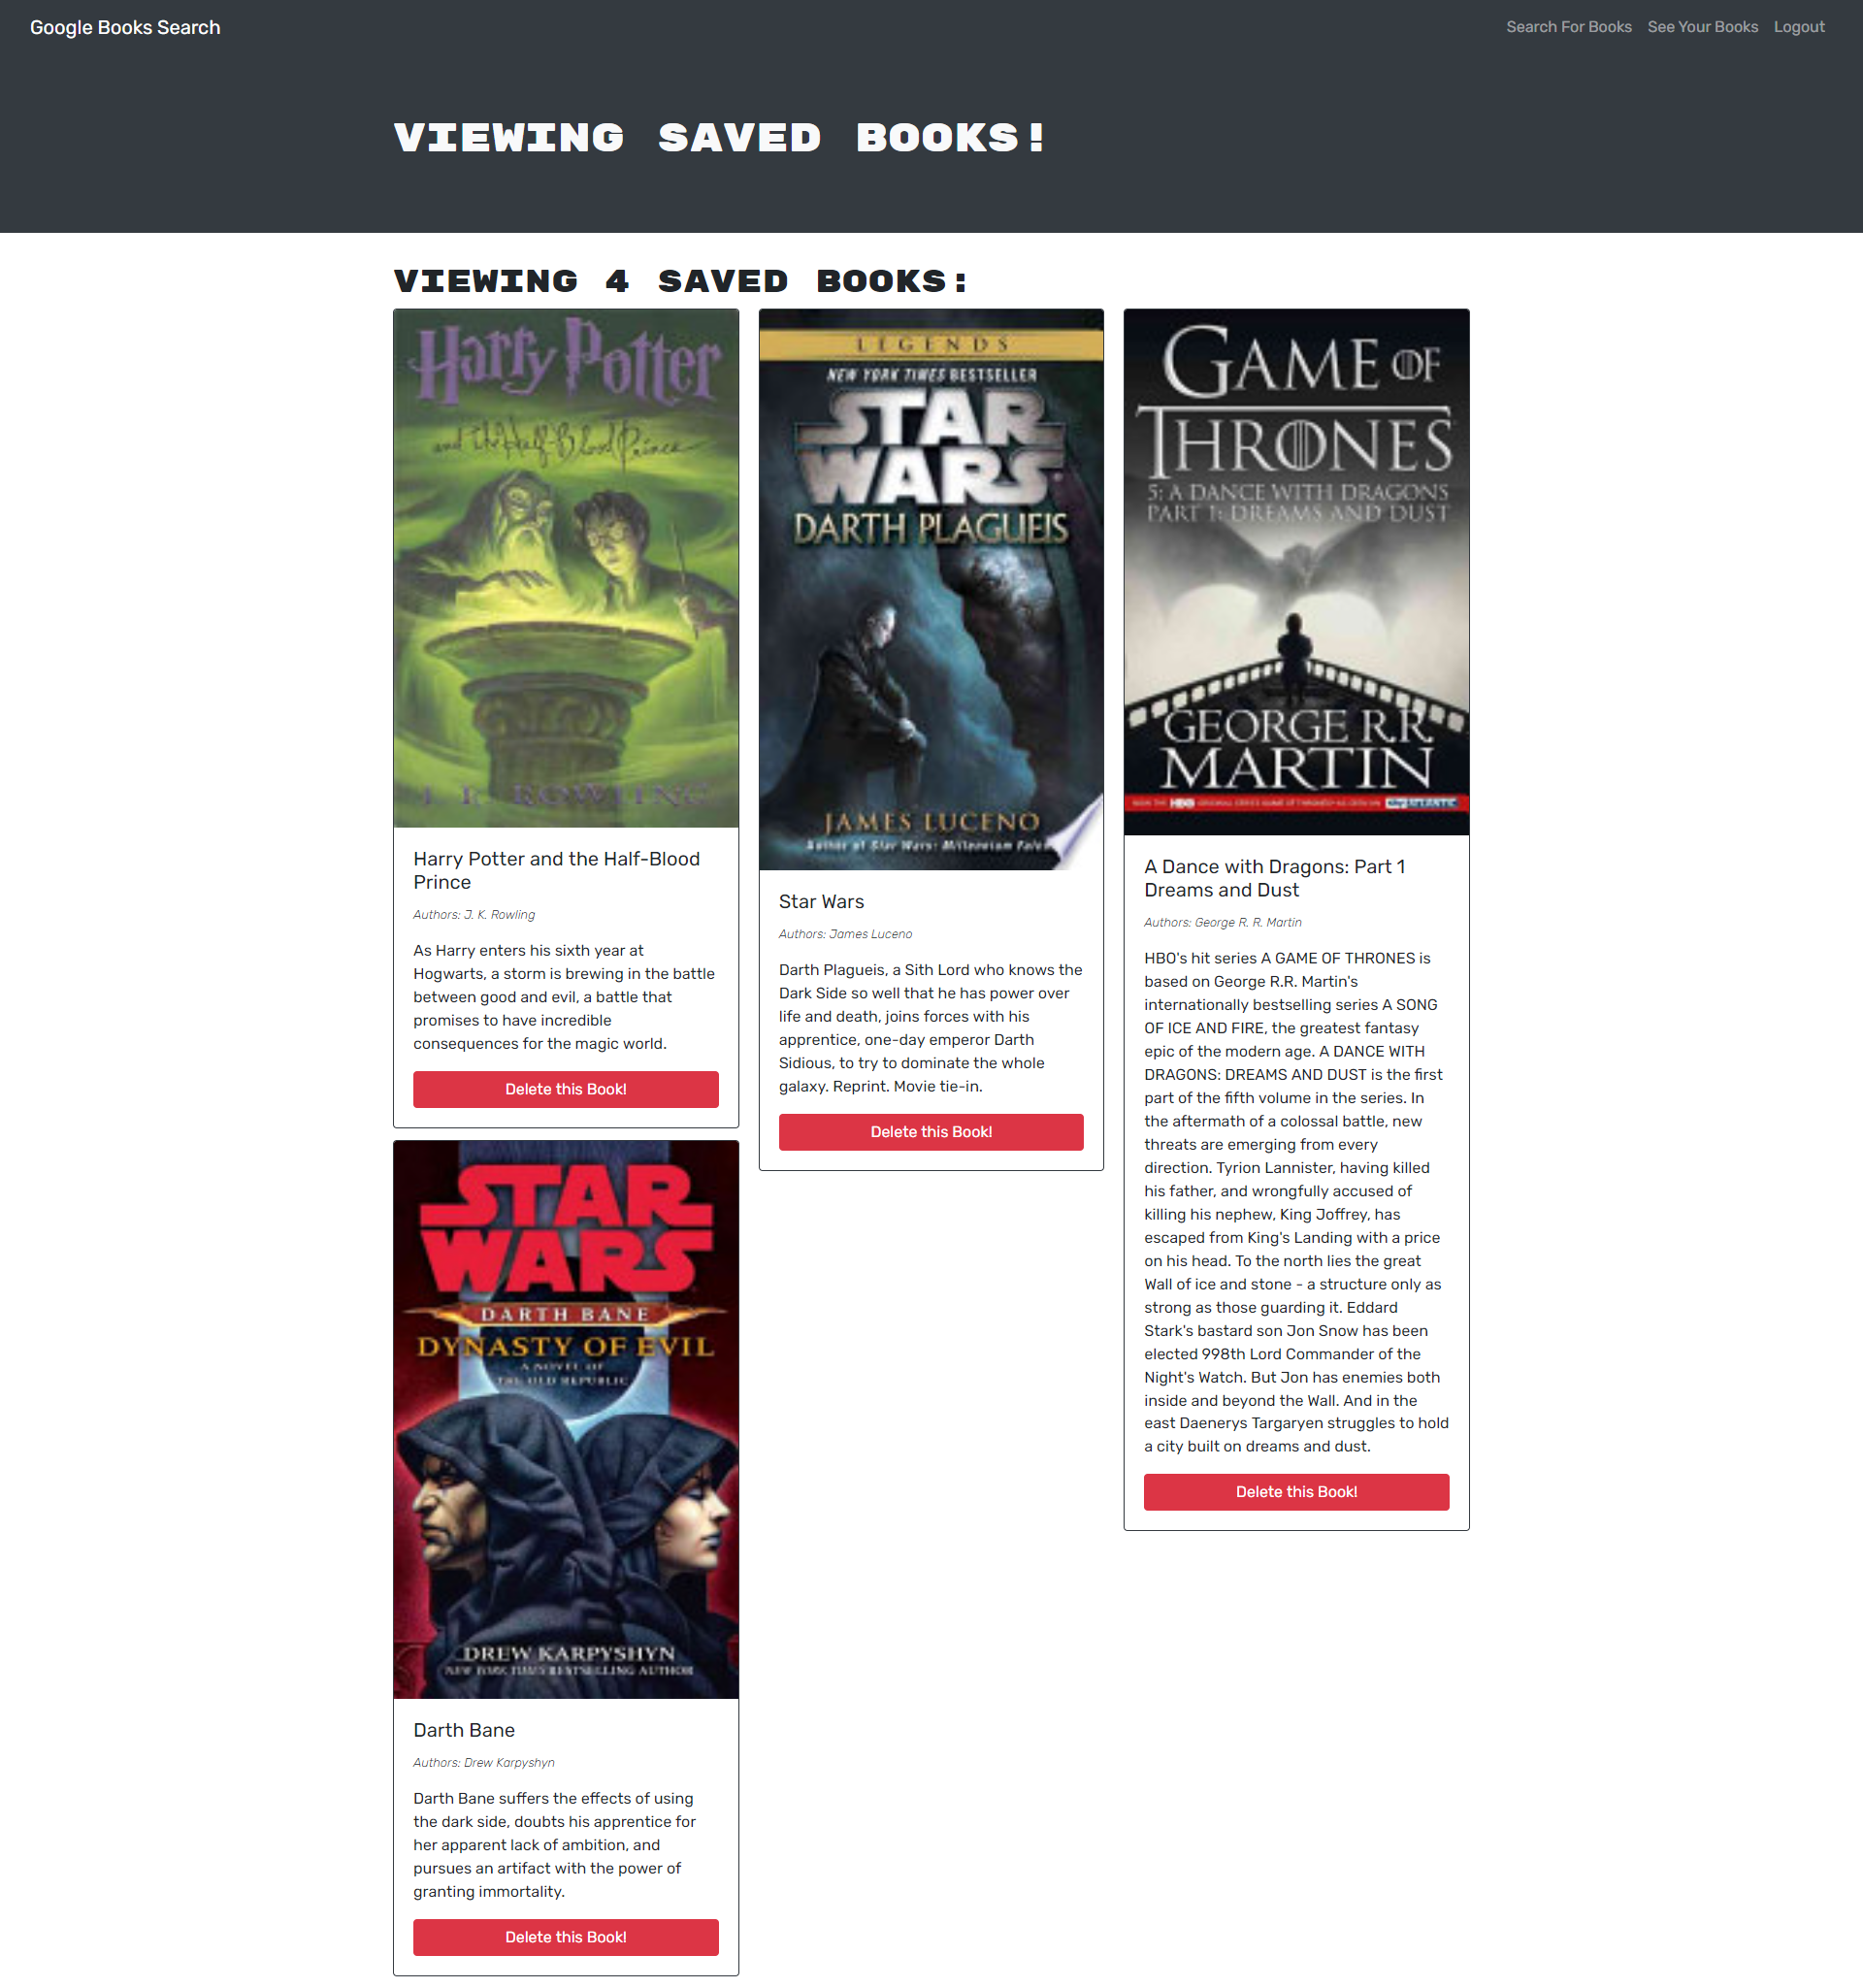 Google Books Search
Search For Books
See Your Books
Logout
VIEWING SAVED BOOKS!
VIEWING 4 SAVED BOOKS:
Harry Potter
and the Half-Blood Prince
J. K. ROWLING
Harry Potter and the Half-Blood
Prince
Authors: J. K. Rowling
As Harry enters his sixth year at
Hogwarts, a storm is brewing in the battle
between good and evil, a battle that
promises to have incredible
consequences for the magic world.
Delete this Book!
LEGENDS
NEW YORK TIMES BESTSELLER
STAR
WARS
DARTH PLAGUEIS
JAMES LUCENO
Author of Star Wars: Millennium Falcon
Star Wars
Authors: James Luceno
Darth Plagueis, a Sith Lord who knows the
Dark Side so well that he has power over
life and death, joins forces with his
apprentice, one-day emperor Darth
Sidious, to try to dominate the whole
galaxy. Reprint. Movie tie-in.
Delete this Book!
GAME OF
THRONES
5: A DANCE WITH DRAGONS
PART 1: DREAMS AND DUST
GEORGE R.R.
MARTIN
A Dance with Dragons: Part 1
Dreams and Dust
Authors: George R. R. Martin
HBO's hit series A GAME OF THRONES is
based on George R.R. Martin's
internationally bestselling series A SONG
OF ICE AND FIRE, the greatest fantasy
epic of the modern age. A DANCE WITH
DRAGONS: DREAMS AND DUST is the first
part of the fifth volume in the series. In
the aftermath of a colossal battle, new
threats are emerging from every
direction. Tyrion Lannister, having killed
his father, and wrongfully accused of
killing his nephew, King Joffrey, has
escaped from King's Landing with a price
on his head. To the north lies the great
Wall of ice and stone - a structure only as
strong as those guarding it. Eddard
Stark's bastard son Jon Snow has been
elected 998th Lord Commander of the
Night's Watch. But Jon has enemies both
inside and beyond the Wall. And in the
east Daenerys Targaryen struggles to hold
a city built on dreams and dust.
Delete this Book!
STAR
WARS
DARTH BANE
DYNASTY OF EVIL
A NOVEL OF
THE OLD REPUBLIC
DREW KARPYSHYN
NEW YORK TIMES BESTSELLING AUTHOR
Darth Bane
Authors: Drew Karpyshyn
Darth Bane suffers the effects of using
the dark side, doubts his apprentice for
her apparent lack of ambition, and
pursues an artifact with the power of
granting immortality.
Delete this Book!